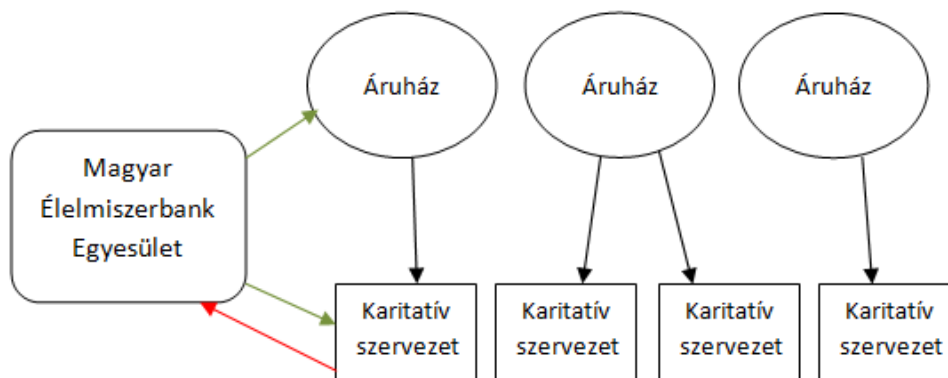 Áruház
Áruház
Áruház
Magyar
Élelmiszerbank
Egyesület
Karitatív
szervezet
Karitatív
szervezet
Karitatív
szervezet
Karitatív
szervezet